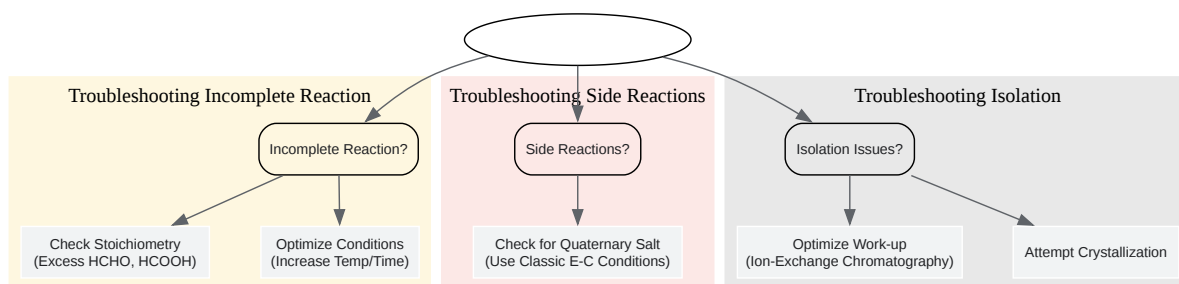 Troubleshooting Incomplete Reaction
Troubleshooting Side Reactions
Troubleshooting Isolation
Incomplete Reaction?
Side Reactions?
Isolation Issues?
Check Stoichiometry
(Excess HCHO, HCOOH)
Optimize Conditions
(Increase Temp/Time)
Check for Quaternary Salt
(Use Classic E-C Conditions)
Optimize Work-up
(Ion-Exchange Chromatography)
Attempt Crystallization